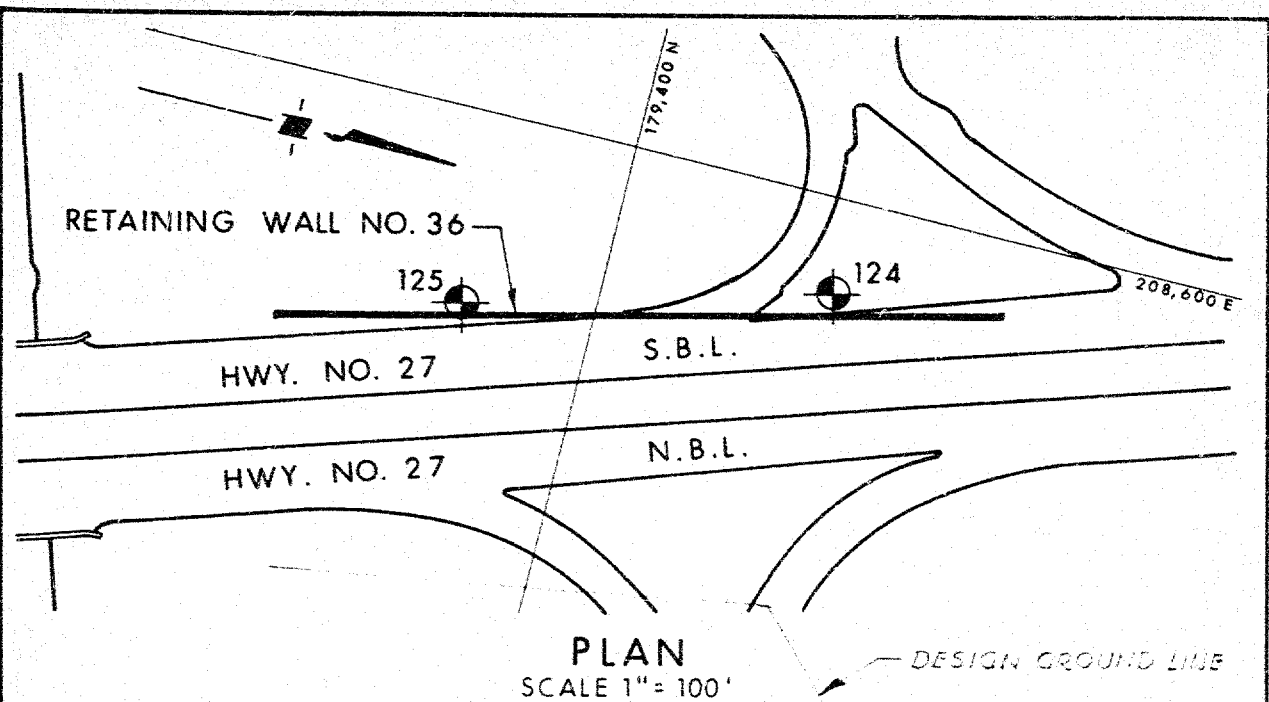 179,400 N
RETAINING WALL NO. 36
125
124
208,600 E
S.B.L.
HWY. NO. 27
N.B.L.
HWY. NO. 27
PLAN
SCALE 1" = 100'
DESIGN GROUND LINE